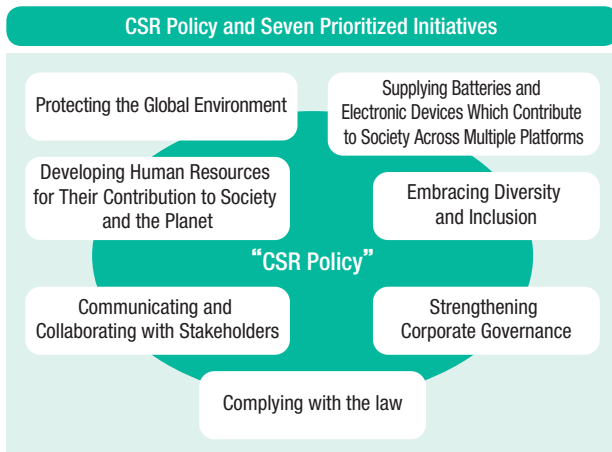 CSR Policy and Seven Prioritized Initiatives
Protecting the Global Environment
Supplying Batteries and
Electronic Devices Which Contribute
to Society Across Multiple Platforms
Developing Human Resources
for Their Contribution to Society
and the Planet
Embracing Diversity
and Inclusion
“CSR Policy”
Communicating and
Collaborating with Stakeholders
Strengthening
Corporate Governance
Complying with the law